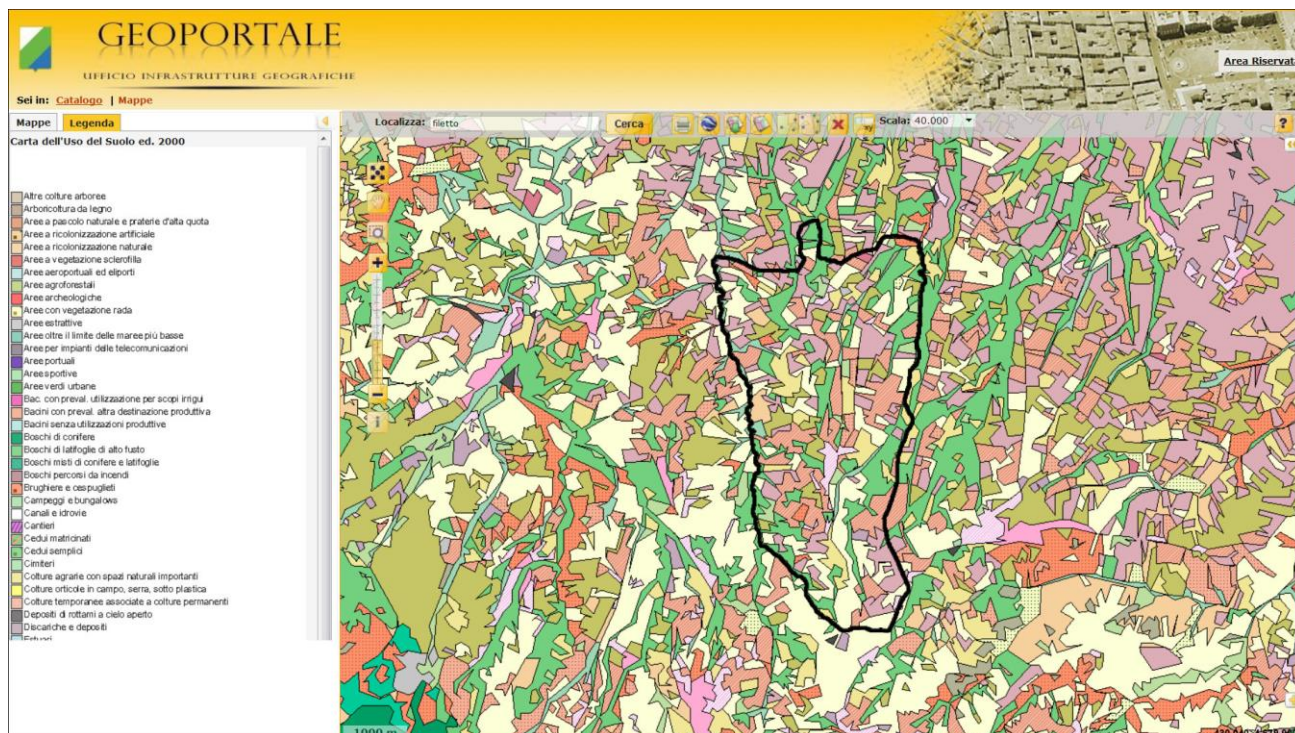 GEOPORTALE
UFFICIO INFRASTRUTTURE GEOGRAFICHE
Area Riservata
Sei in: Catalogo | Mappe
Mappe Legenda
Localizza: filetto Cerca Scala: 40.000 ?
Carta dell'Uso del Suolo ed. 2000
Altre colture arboree
Arboricoltura da legno
Aree a pascolo naturale e praterie d'alta quota
Aree a ricolonizzazione artificiale
Aree a ricolonizzazione naturale
Aree a vegetazione sclerofilla
Aree aeroportuali ed eliporti
Aree agroforestali
Aree archeologiche
Aree con vegetazione rada
Aree estrattive
Aree oltre il limite delle maree più basse
Aree per impianti delle telecomunicazioni
Aree portuali
Aree sportive
Aree verdi urbane
Bac. con preval. utilizzazione per scopi irrigui
Bacini con preval. altra destinazione produttiva
Bacini senza utilizzazioni produttive
Boschi di conifere
Boschi di latifoglie di alto fusto
Boschi misti di conifere e latifoglie
Boschi percorsi da incendi
Brughiere e cespuglieti
Campeggi e bungalows
Canali e idrovie
Cantieri
Cedui matricinati
Cedui semplici
Cimiteri
Colture agrarie con spazi naturali importanti
Colture orticole in campo, serra, sotto plastica
Colture temporanee associate a colture permanenti
Depositi di rottami a cielo aperto
Discariche e depositi
Estuari
1000 m